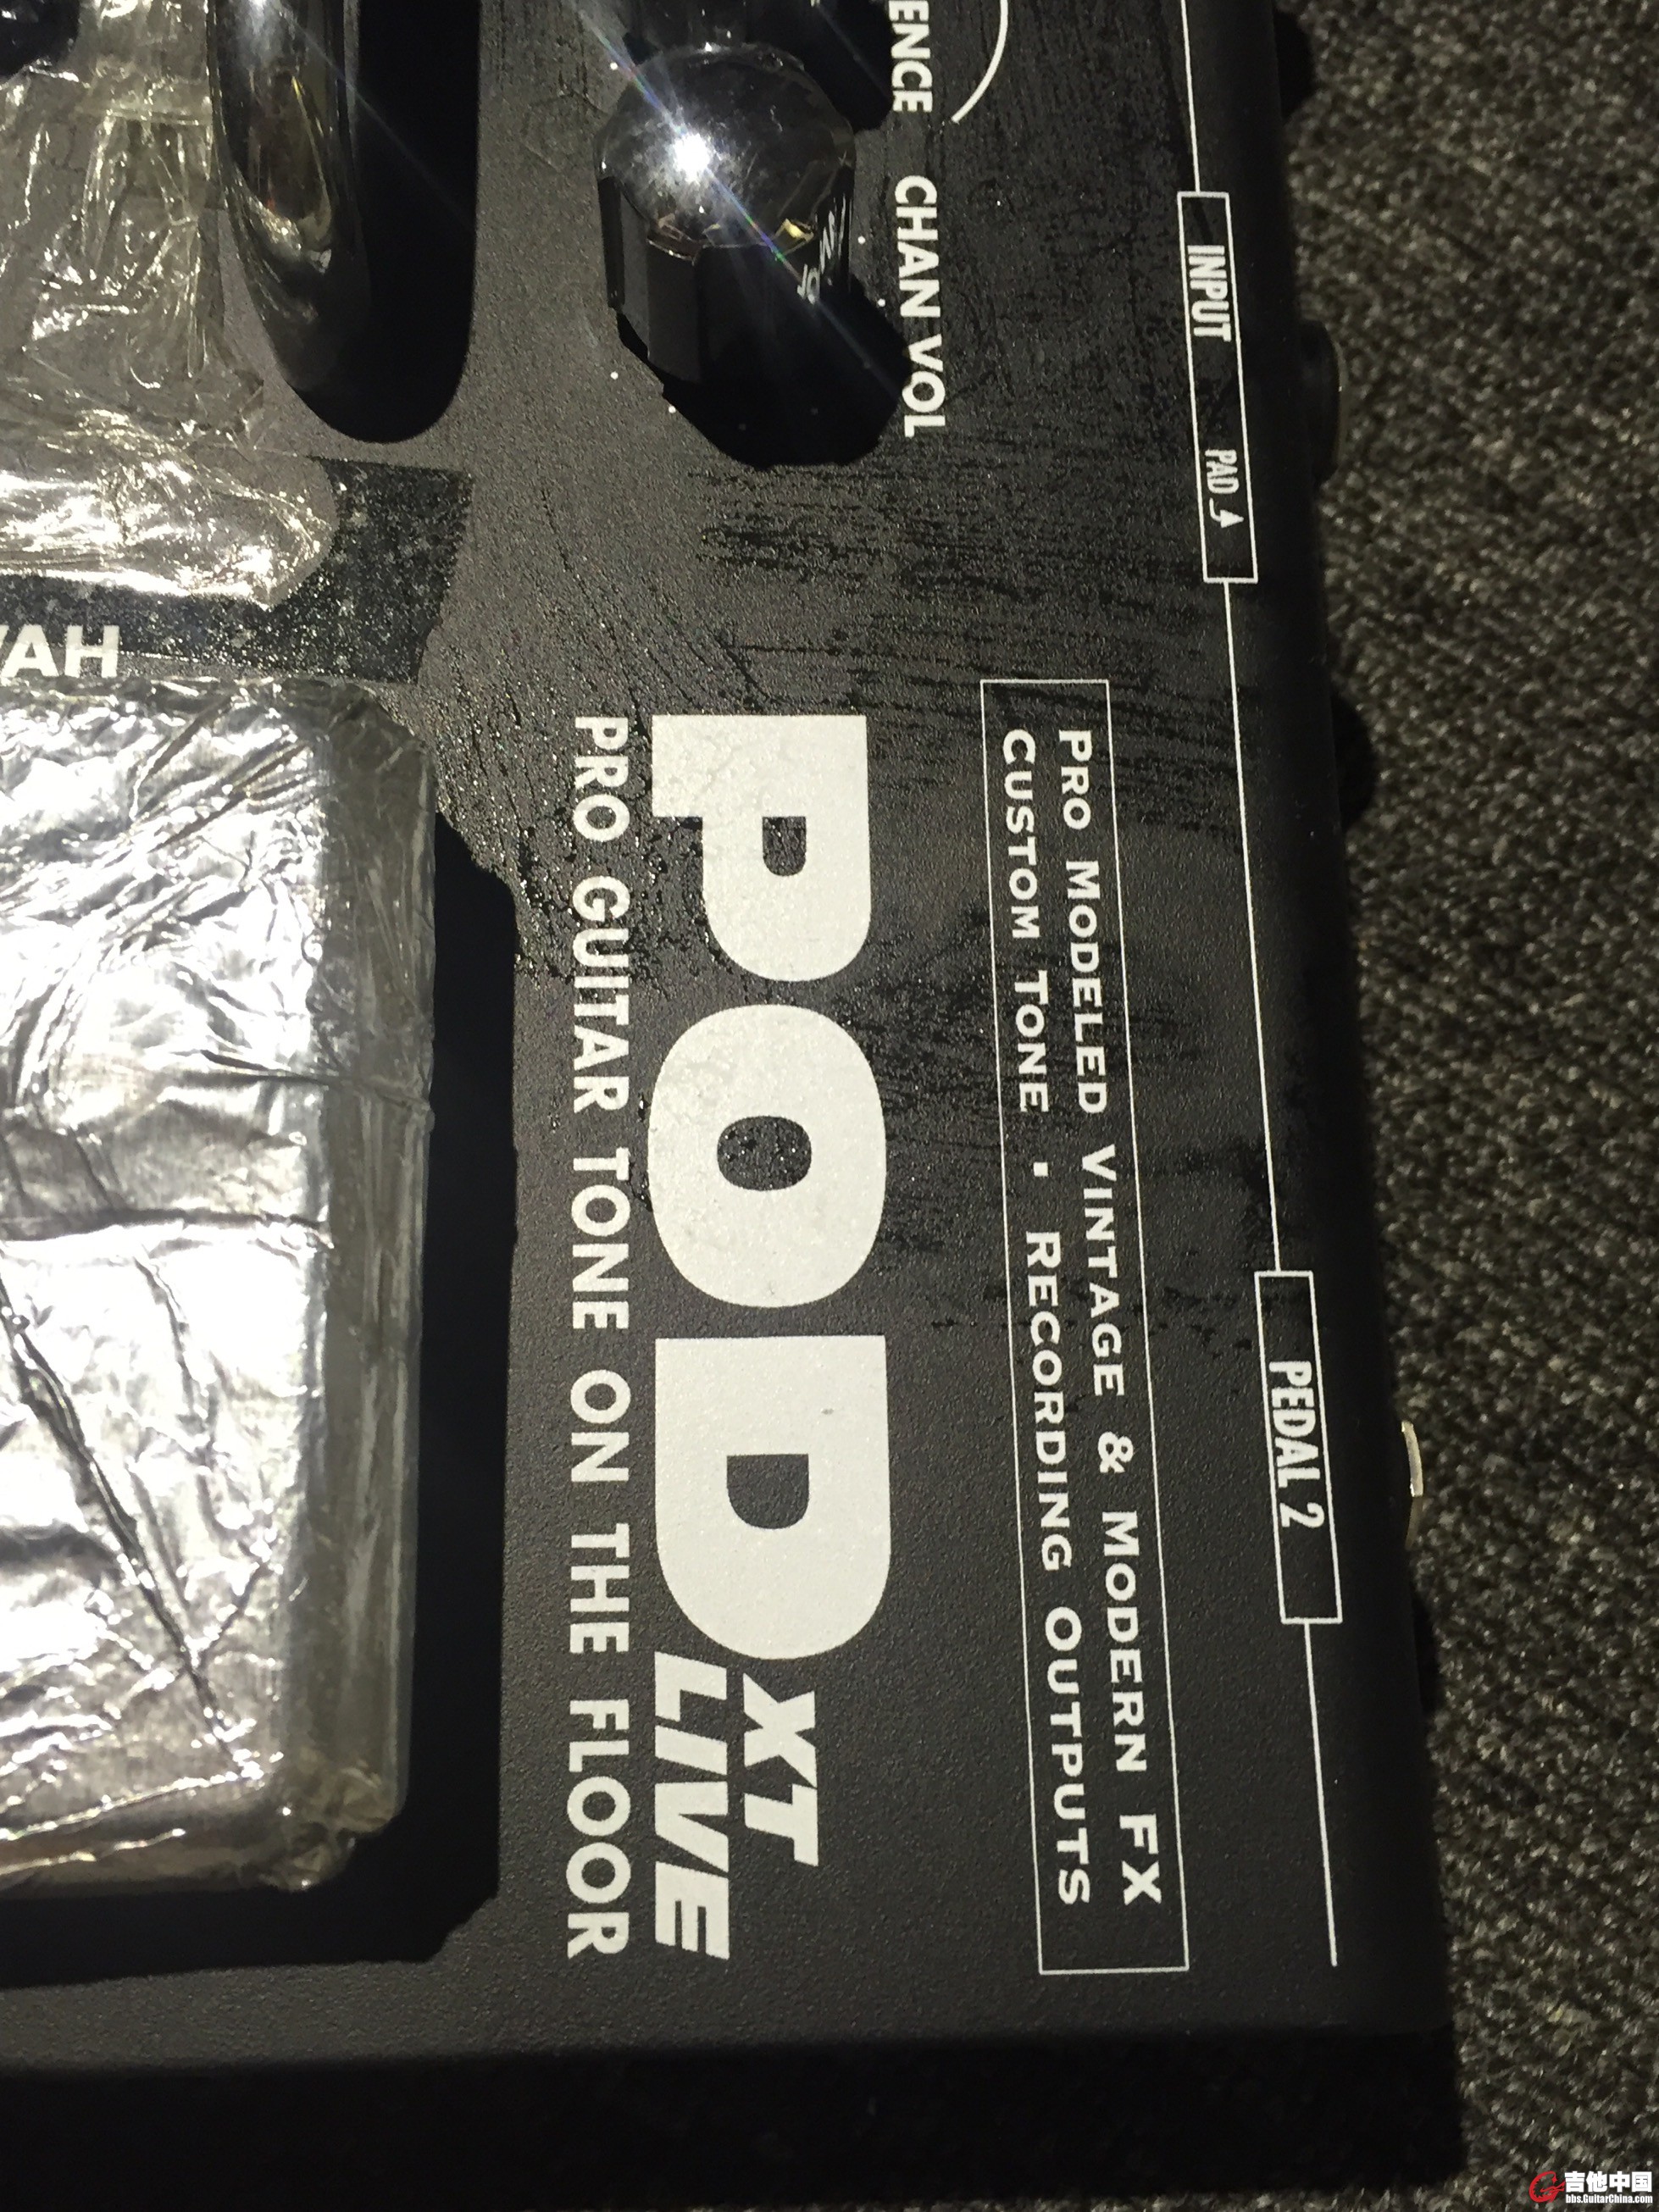 ENCE
CHAN VOL
INPUT
PAD
PEDAL 2
PRO MODELED VINTAGE & MODERN FX
CUSTOM TONE · RECORDING OUTPUTS
POD XT
LIVE
PRO GUITAR TONE ON THE FLOOR
AH
吉他中国
bbs.GuitarChina.com